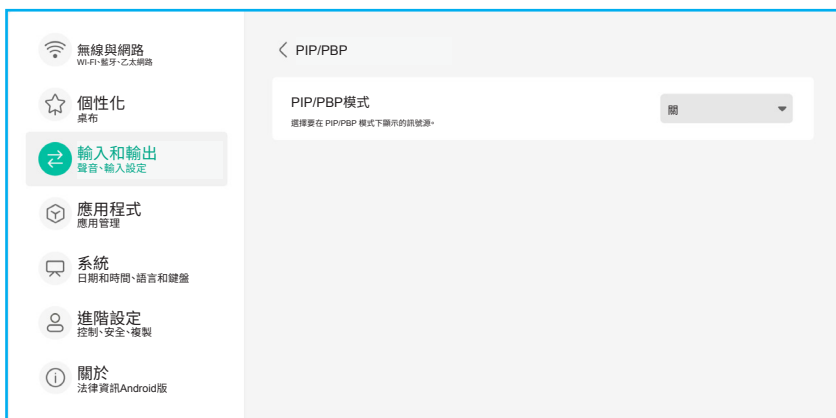 無線與網路
WI-FI、藍牙、乙太網路
個性化
桌布
輸入和輸出
聲音、輸入設定
應用程式
應用管理
系統
日期和時間、語言和鍵盤
進階設定
控制、安全、複製
關於
法律資訊Android版
PIP/PBP
PIP/PBP模式
選擇要在 PIP/PBP 模式下顯示的訊號源。
關